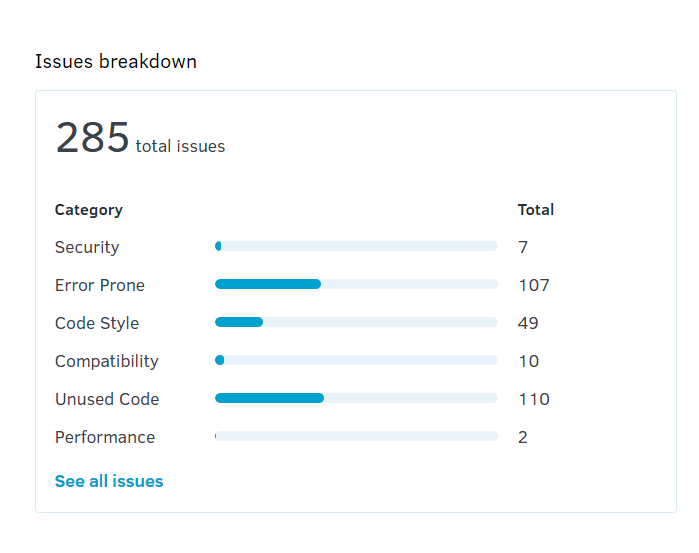 Issues breakdown
285 total issues
Category Total
Security 7
Error Prone 107
Code Style 49
Compatibility 10
Unused Code 110
Performance 2
See all issues